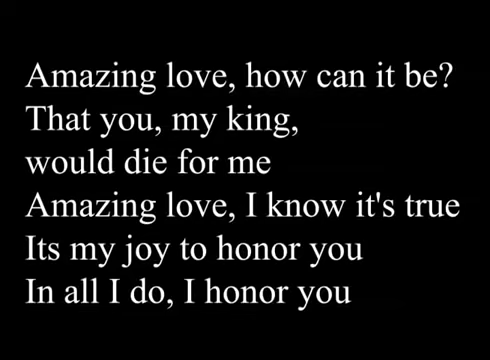 Amazing love, how can it be?
That you, my king,
would die for me
Amazing love, I know it's true
Its my joy to honor you
In all I do, I honor you